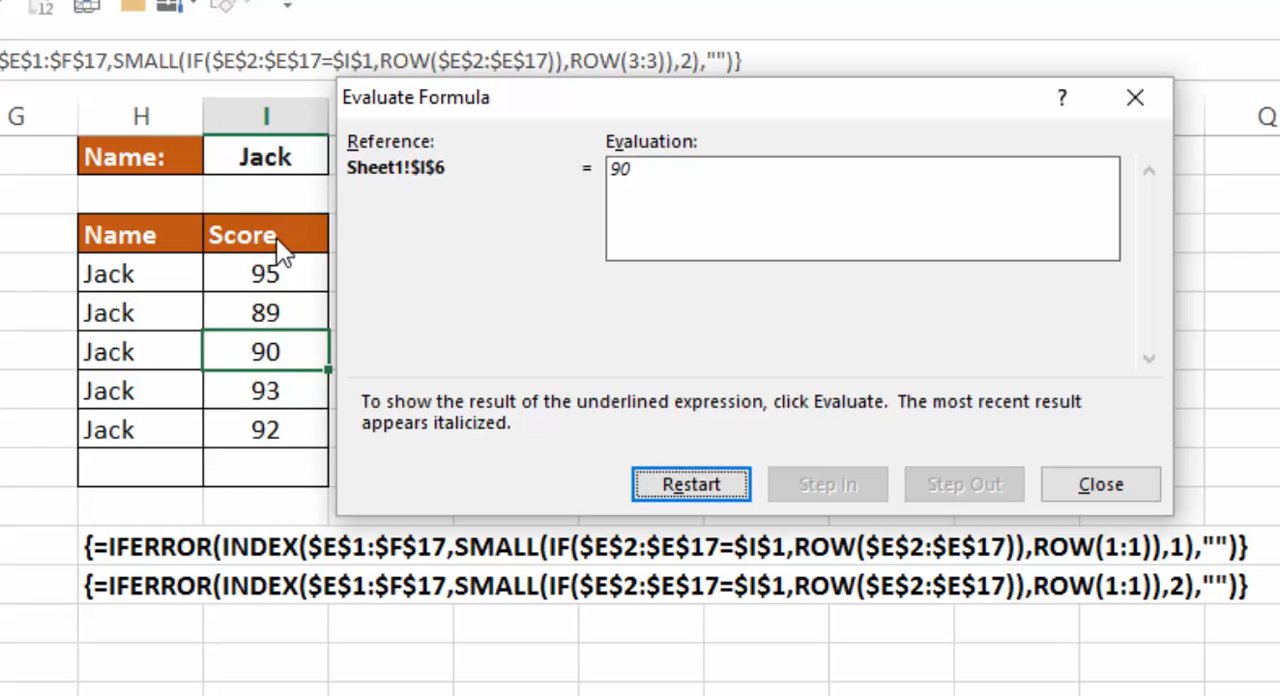 12
$E$1:$F$17,SMALL(IF($E$2:$E$17=$I$1,ROW($E$2:$E$17)),ROW(3:3)),2),"")}
Evaluate Formula ?
G H I Q
Reference: Evaluation:
Name: Jack
Sheet1!$I$6 = 90
Name Score
Jack 95
Jack 89
Jack 90
Jack 93
Jack 92
To show the result of the underlined expression, click Evaluate. The most recent result
appears italicized.
Restart Step In Step Out Close
{=IFERROR(INDEX($E$1:$F$17,SMALL(IF($E$2:$E$17=$I$1,ROW($E$2:$E$17)),ROW(1:1)),1),"")}
{=IFERROR(INDEX($E$1:$F$17,SMALL(IF($E$2:$E$17=$I$1,ROW($E$2:$E$17)),ROW(1:1)),2),"")}